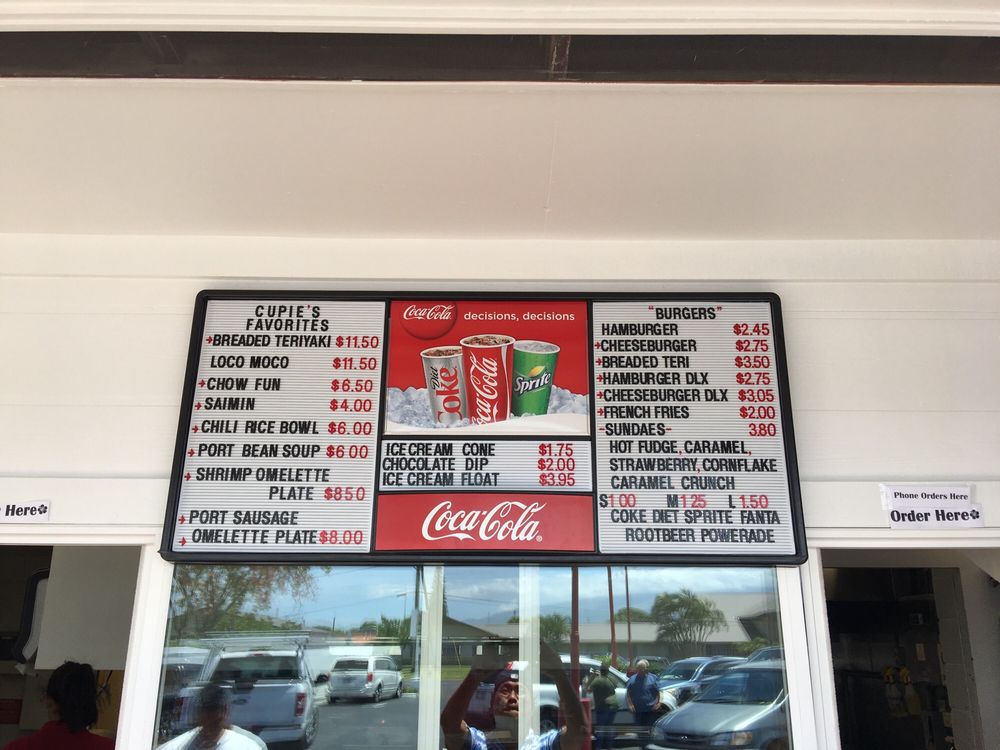 CUPIE'S
FAVORITES
BREADED TERIYAKI $11.50
LOCO MOCO $11.50
CHOW FUN $6.50
SAIMIN $4.00
CHILI RICE BOWL $6.00
PORT BEAN SOUP $6 00
SHRIMP OMELETTE
PLATE $850
PORT SAUSAGE
OMELETTE PLATE $8.00
Coca-Cola decisions, decisions
Diet Coke
Coca-Cola
Sprite
ICE CREAM CONE $1.75
CHOCOLATE DIP $2.00
ICE CREAM FLOAT $3.95
Coca-Cola
"BURGERS"
HAMBURGER $2.45
CHEESEBURGER $2.75
BREADED TERI $3.50
HAMBURGER DLX $2.75
CHEESEBURGER DLX $3.05
FRENCH FRIES $2.00
-SUNDAES- 3.80
HOT FUDGE, CARAMEL,
STRAWBERRY, CORNFLAKE
CARAMEL CRUNCH
S1.00 M 1 25 L 1.50
COKE DIET SPRITE FANTA
ROOTBEER POWERADE
Here
Phone Orders Here
Order Here